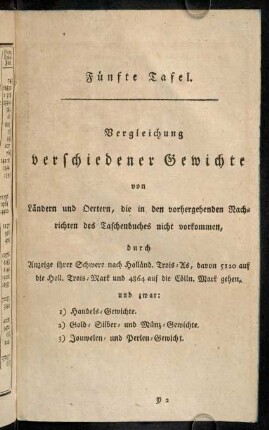 Fünfte Tafel.
Vergleichung
verschiedener Gewichte
von
Ländern und Oertern, die in den vorhergehenden Nach-
richten des Taschenbuches nicht vorkommen,
durch
Anzeige ihrer Schwere nach Holländ. Trois-As, davon 5120 auf
die Holl. Trois-Mark und 4864 auf die Cölln. Mark gehen,
und zwar:
1) Handels-Gewichte.
2) Gold- Silber- und Münz-Gewichte.
3) Jouwelen- und Perlen-Gewicht.
Y 2